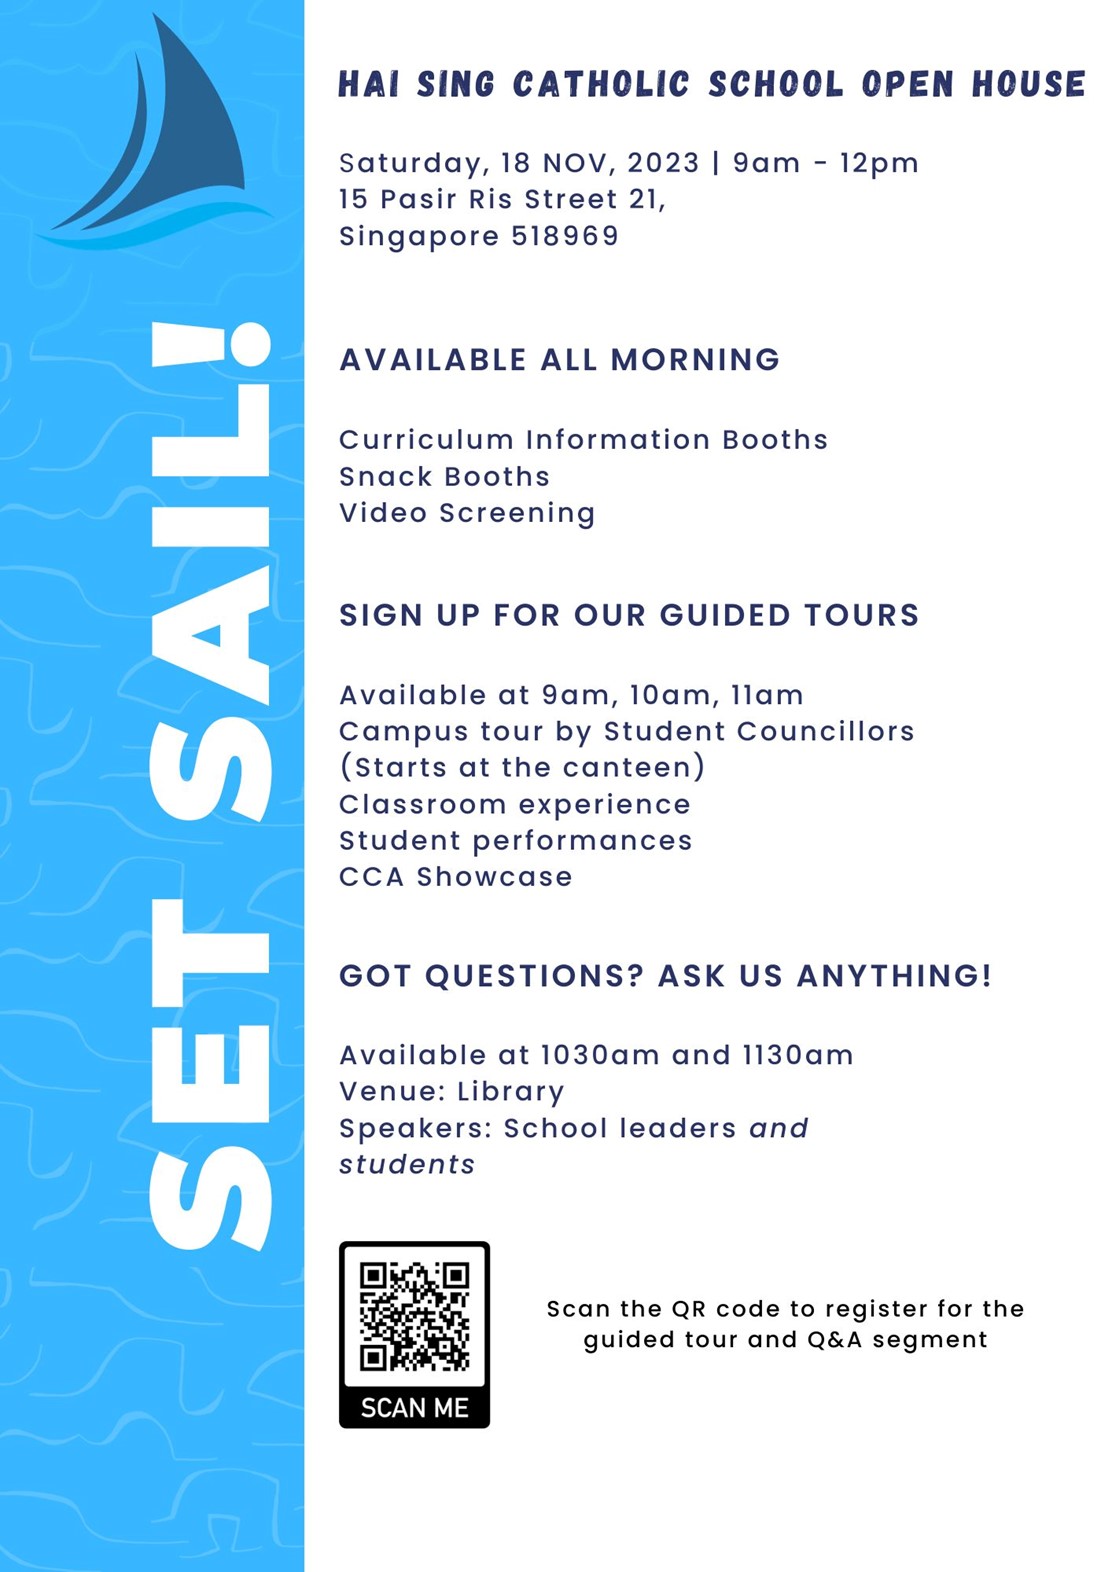 SET SAIL!
HAI SING CATHOLIC SCHOOL OPEN HOUSE
Saturday, 18 NOV, 2023 | 9am - 12pm
15 Pasir Ris Street 21,
Singapore 518969
AVAILABLE ALL MORNING
Curriculum Information Booths
Snack Booths
Video Screening
SIGN UP FOR OUR GUIDED TOURS
Available at 9am, 10am, 11am
Campus tour by Student Councillors
(Starts at the canteen)
Classroom experience
Student performances
CCA Showcase
GOT QUESTIONS? ASK US ANYTHING!
Available at 1030am and 1130am
Venue: Library
Speakers: School leaders and
students
SCAN ME
Scan the QR code to register for the
guided tour and Q&A segment